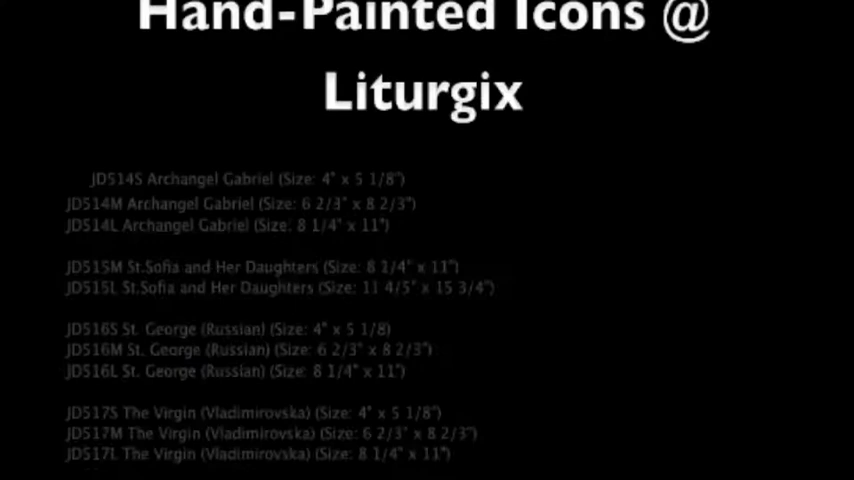 Hand-Painted Icons @
Liturgix
JD514S Archangel Gabriel (Size: 4" x 5 1/8")
JD514M Archangel Gabriel (Size: 6 2/3" x 8 2/3")
JD514L Archangel Gabriel (Size: 8 1/4" x 11")
JD515M St.Sofia and Her Daughters (Size: 8 1/4" x 11")
JD515L St.Sofia and Her Daughters (Size: 11 4/5" x 15 3/4")
JD516S St. George (Russian) (Size: 4" x 5 1/8)
JD516M St. George (Russian) (Size: 6 2/3" x 8 2/3")
JD516L St. George (Russian) (Size: 8 1/4" x 11")
JD517S The Virgin (Vladimirovska) (Size: 4" x 5 1/8")
JD517M The Virgin (Vladimirovska) (Size: 6 2/3" x 8 2/3")
JD517L The Virgin (Vladimirovska) (Size: 8 1/4" x 11")